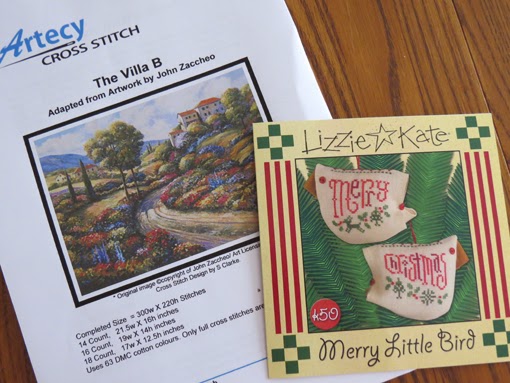 Artecy
CROSS STITCH
The Villa B
Adapted from Artwork by John Zaccheo
* Original image ©copyright of John Zaccheo/ Art Licens
Cross Stitch Design by S Clarke.
Completed Size = 300w X 220h Stitches
14 Count, 21.5w X 16h inches
16 Count, 19w X 14h inches
18 Count, 17w X 12.5h inches
Uses 63 DMC cotton colours. Only full cross stitches are
Lizzie Kate
Merry
Christmas
K50
Merry Little Bird